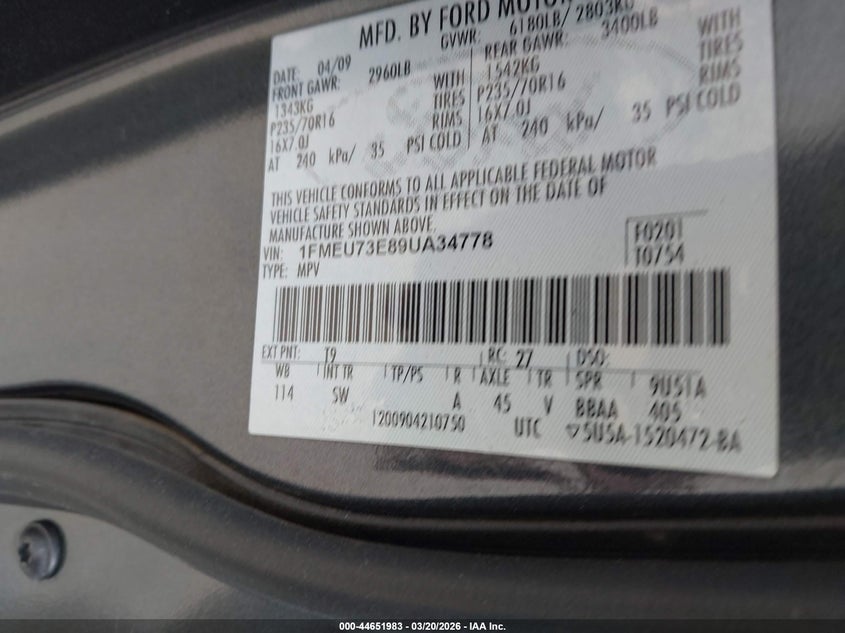 MFD. BY FORD MOTOR
GVWR: 6180LB/ 2803KG
DATE: 04/09
FRONT GAWR: 2960LB
1343KG WITH
P235/70R16 TIRES
16X7.0J RIMS
AT 240 kPa/ 35 PSI COLD
REAR GAWR: 3400LB
1542KG WITH
P235/70R16 TIRES
16X7.0J RIMS
AT 240 kPa/ 35 PSI COLD
THIS VEHICLE CONFORMS TO ALL APPLICABLE FEDERAL MOTOR
VEHICLE SAFETY STANDARDS IN EFFECT ON THE DATE OF
MANUFACTURE SHOWN ABOVE.
VIN: 1FMEU73E89UA34778
TYPE: MPV
F0201
T0754
EXT PNT: T9 RC: 27 DSO:
WB INT TR TP/PS R AXLE TR SPR 9U51A
114 SW A 45 V BBAA 405
1200904210750 UTC ▽5U5A-1520472-BA
000-44651983 | 03/20/2026 - IAA Inc.